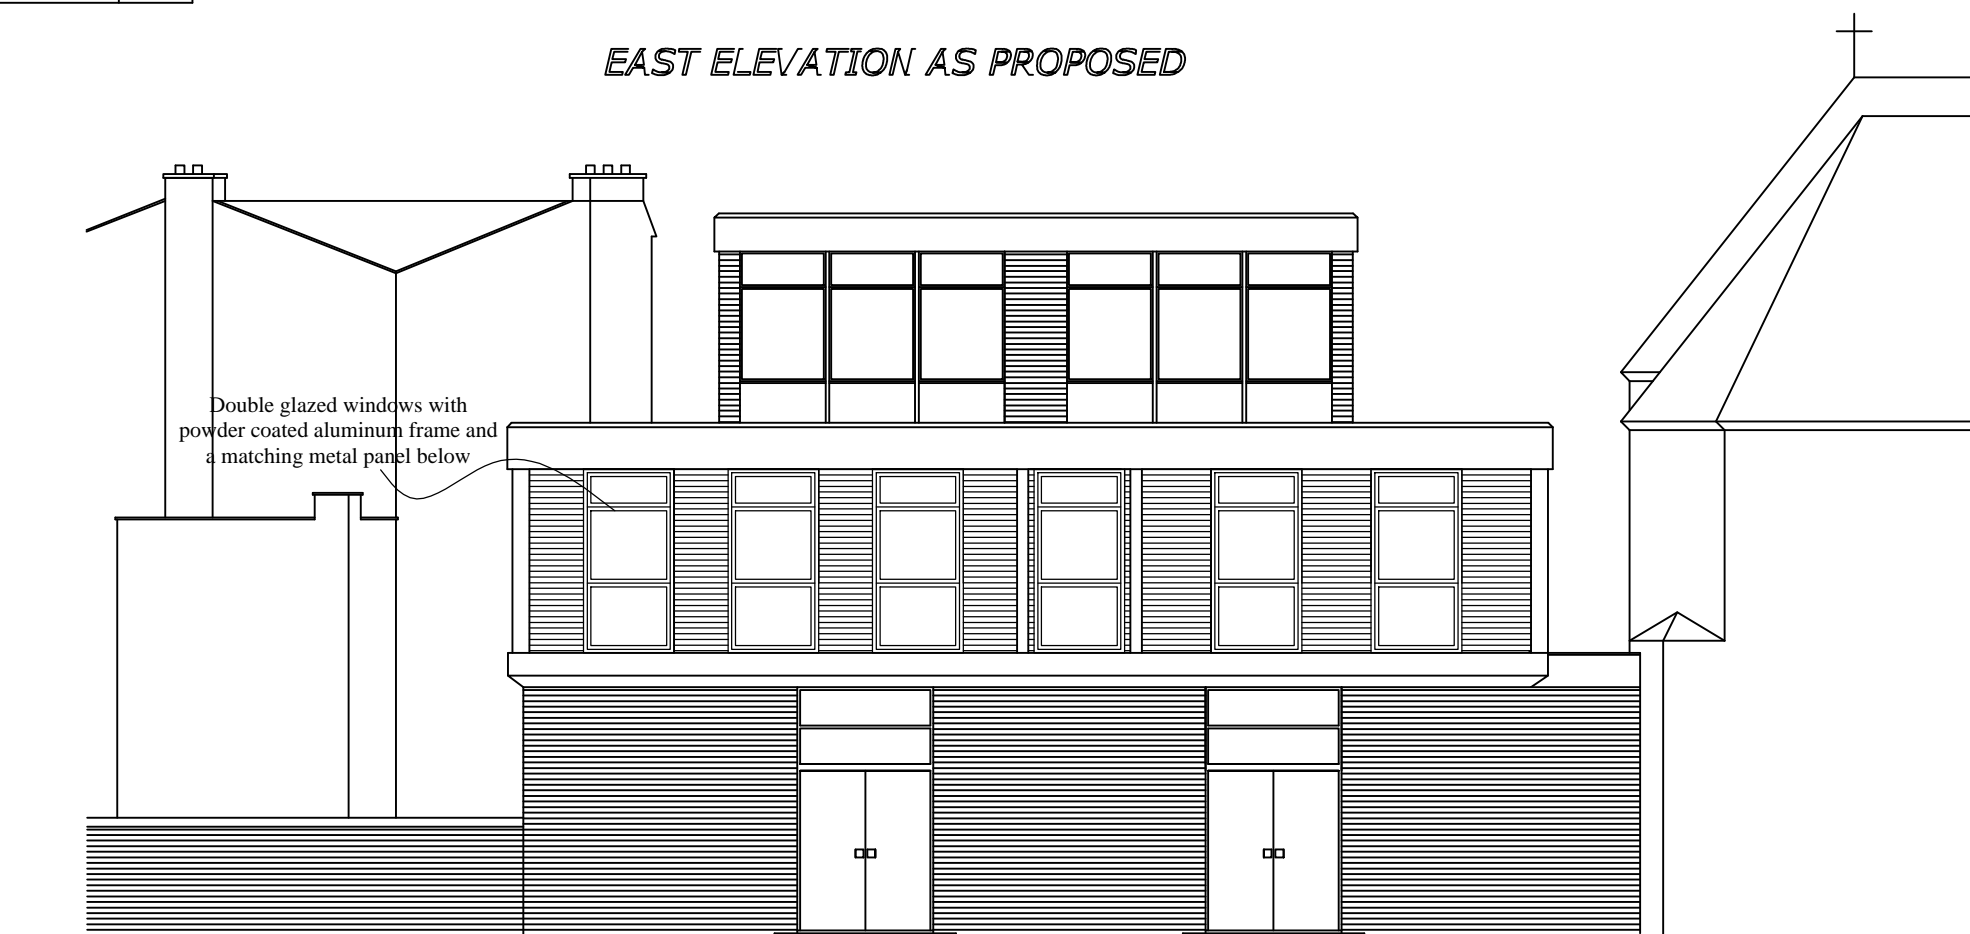 EAST ELEVATION AS PROPOSED
Double glazed windows with
powder coated aluminum frame and
a matching metal panel below